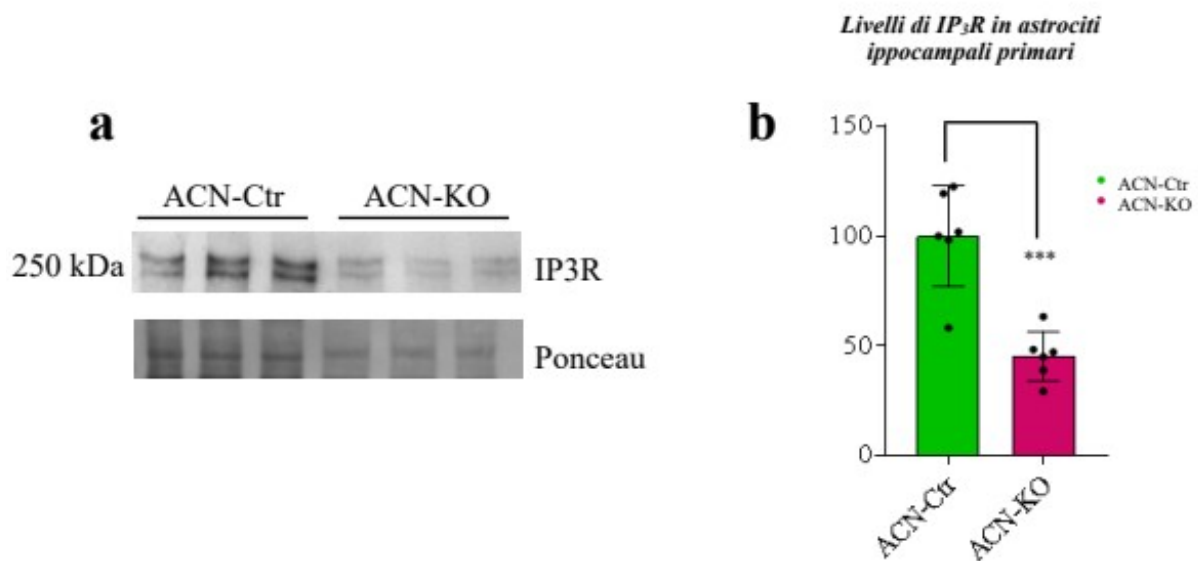 Livelli di IP₃R in astrociti
ippocampali primari
a
ACN-Ctr ACN-KO
250 kDa
IP3R
Ponceau
b
150
100
50
0
***
ACN-Ctr
ACN-KO
ACN-Ctr
ACN-KO